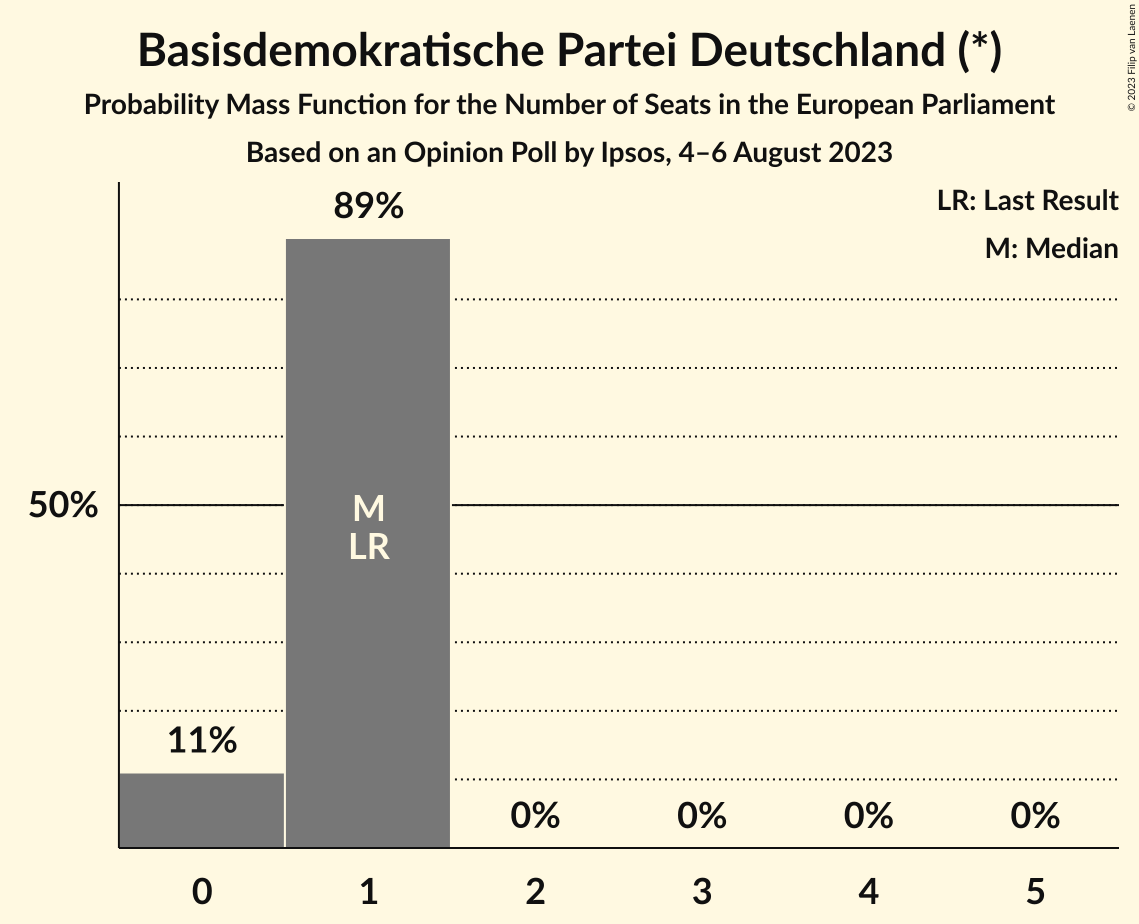 Basisdemokratische Partei Deutschland (*)
Probability Mass Function for the Number of Seats in the European Parliament
Based on an Opinion Poll by Ipsos, 4–6 August 2023
© 2023 Filip van Laenen
LR: Last Result
M: Median
89%
50%
M
LR
11%
0%
0%
0%
0%
0
1
2
3
4
5